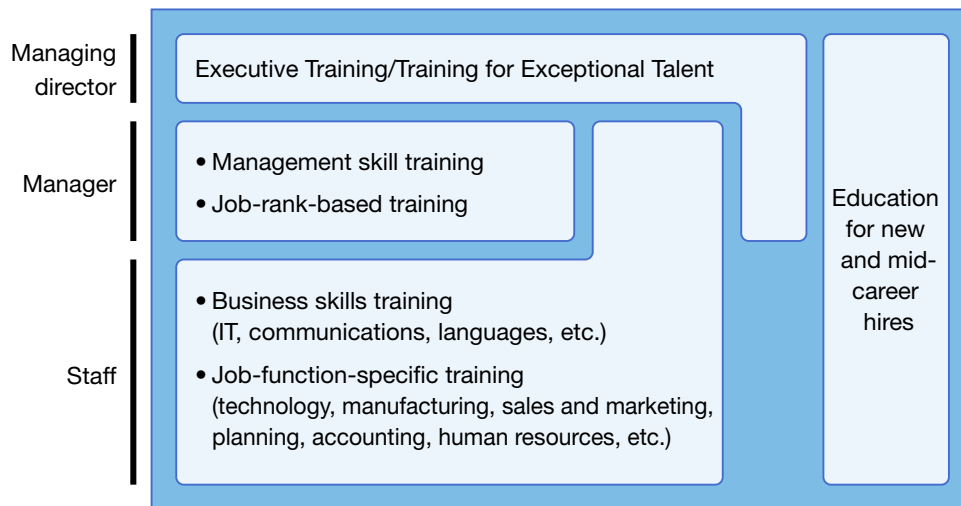 Managing
director
Executive Training/Training for Exceptional Talent
Manager
• Management skill training
• Job-rank-based training
Staff
• Business skills training
(IT, communications, languages, etc.)
• Job-function-specific training
(technology, manufacturing, sales and marketing,
planning, accounting, human resources, etc.)
Education
for new
and mid-
career
hires